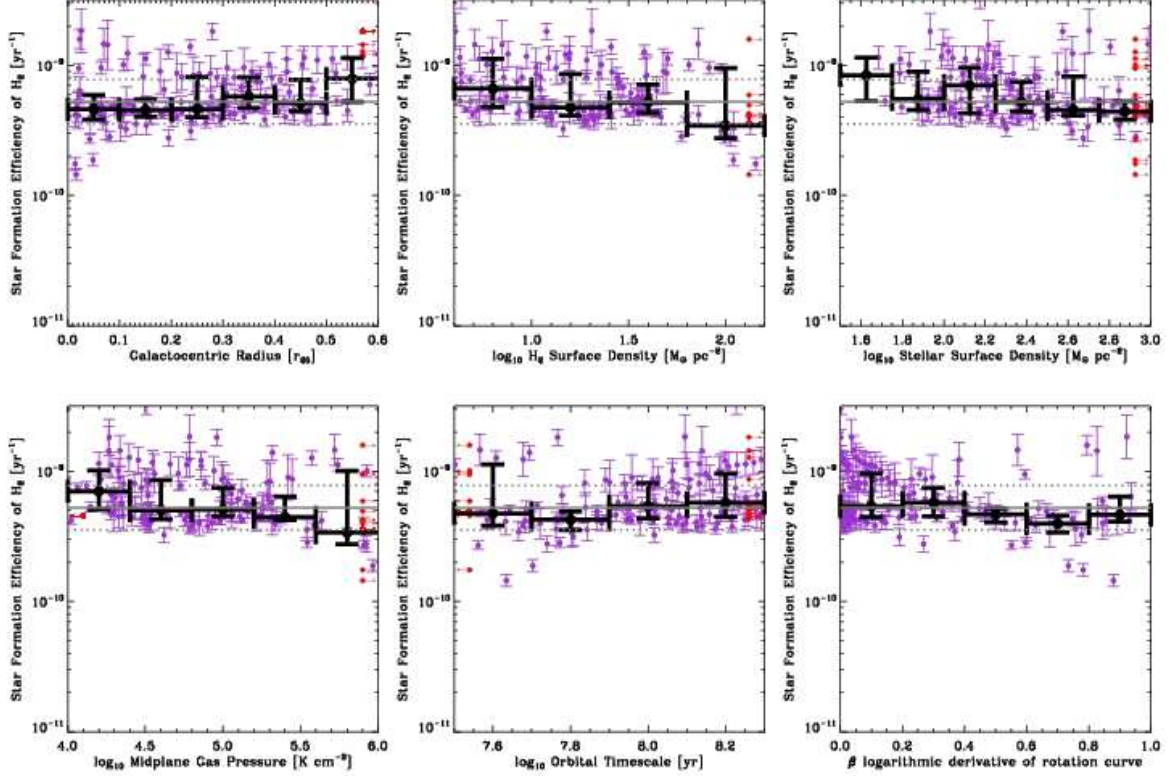 Star Formation Efficiency of H₂ [yr⁻¹]
10⁻⁹
10⁻¹⁰
10⁻¹¹
0.0 0.1 0.2 0.3 0.4 0.5 0.6
Galactocentric Radius [r₂₅]
Star Formation Efficiency of H₂ [yr⁻¹]
10⁻⁹
10⁻¹⁰
10⁻¹¹
1.0 1.5 2.0
log₁₀ H₂ Surface Density [M⊙ pc⁻²]
Star Formation Efficiency of H₂ [yr⁻¹]
10⁻⁹
10⁻¹⁰
10⁻¹¹
1.6 1.8 2.0 2.2 2.4 2.6 2.8 3.0
log₁₀ Stellar Surface Density [M⊙ pc⁻²]
Star Formation Efficiency of H₂ [yr⁻¹]
10⁻⁹
10⁻¹⁰
10⁻¹¹
4.0 4.5 5.0 5.5 6.0
log₁₀ Midplane Gas Pressure [K cm⁻³]
Star Formation Efficiency of H₂ [yr⁻¹]
10⁻⁹
10⁻¹⁰
10⁻¹¹
7.6 7.8 8.0 8.2
log₁₀ Orbital Timescale [yr]
Star Formation Efficiency of H₂ [yr⁻¹]
10⁻⁹
10⁻¹⁰
10⁻¹¹
0.0 0.2 0.4 0.6 0.8 1.0
β logarithmic derivative of rotation curve